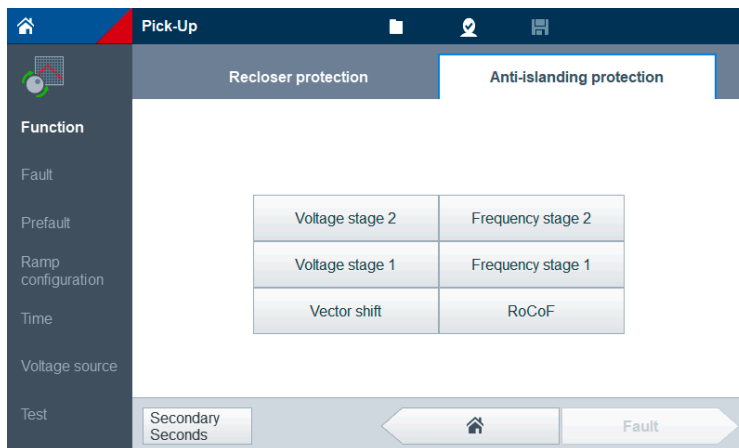 Pick-Up
Recloser protection
Anti-islanding protection
Function
Fault
Prefault
Ramp
configuration
Time
Voltage source
Test
Voltage stage 2
Frequency stage 2
Voltage stage 1
Frequency stage 1
Vector shift
RoCoF
Secondary
Seconds
Fault